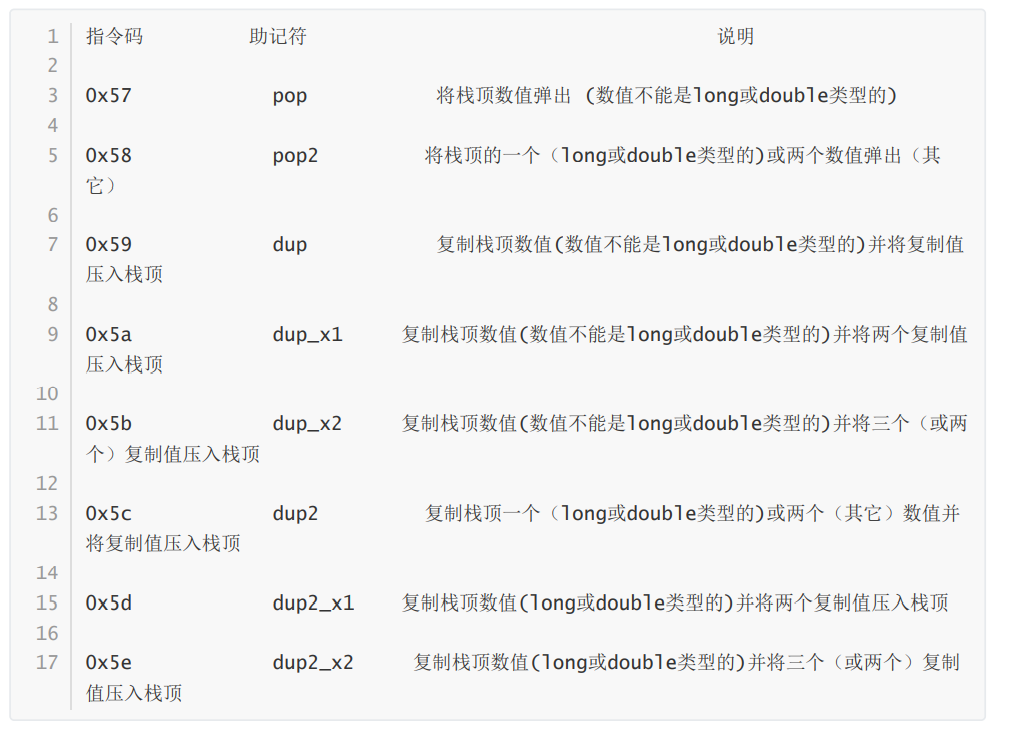 1 指令码 助记符 说明
2
3 0x57 pop 将栈顶数值弹出 (数值不能是long或double类型的)
4
5 0x58 pop2 将栈顶的一个（long或double类型的)或两个数值弹出（其
它）
6
7 0x59 dup 复制栈顶数值(数值不能是long或double类型的)并将复制值
压入栈顶
8
9 0x5a dup_x1 复制栈顶数值(数值不能是long或double类型的)并将两个复制值
压入栈顶
10
11 0x5b dup_x2 复制栈顶数值(数值不能是long或double类型的)并将三个（或两
个）复制值压入栈顶
12
13 0x5c dup2 复制栈顶一个（long或double类型的)或两个（其它）数值并
将复制值压入栈顶
14
15 0x5d dup2_x1 复制栈顶数值(long或double类型的)并将两个复制值压入栈顶
16
17 0x5e dup2_x2 复制栈顶数值(long或double类型的)并将三个（或两个）复制
值压入栈顶